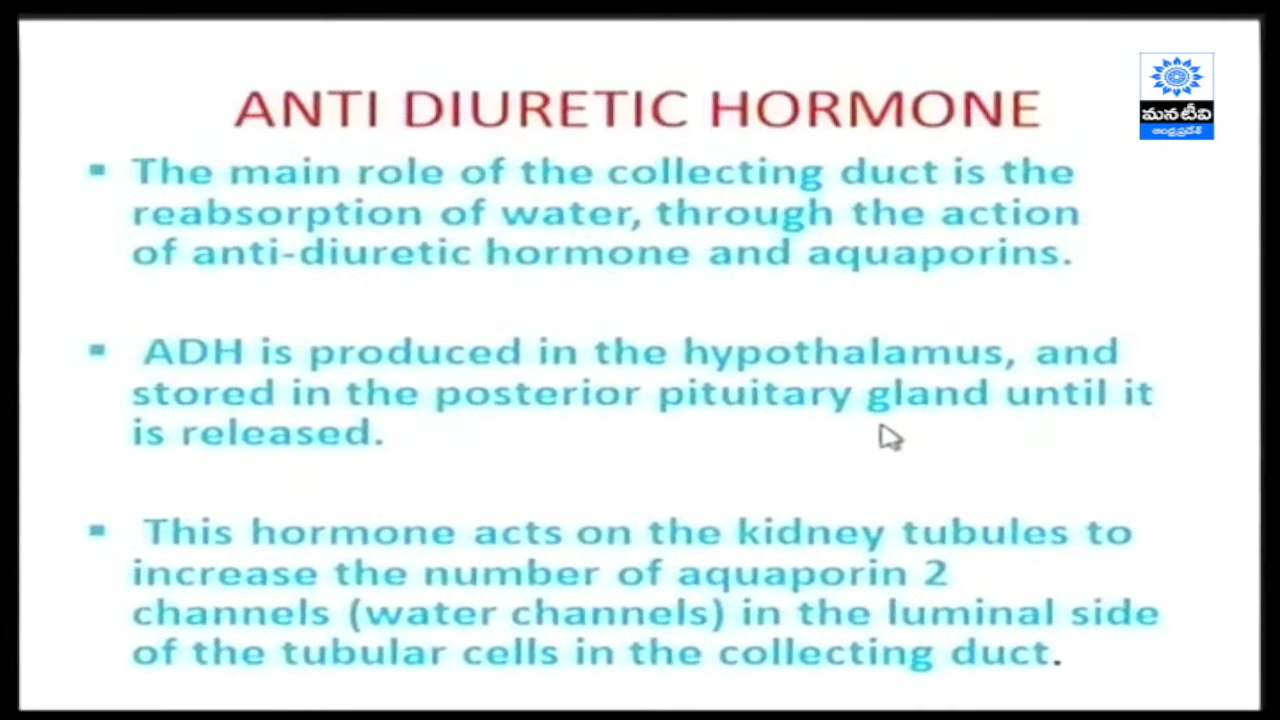 ANTI DIURETIC HORMONE
మనటీవి
ఆంధ్రప్రదేశ్
▪ The main role of the collecting duct is the
reabsorption of water, through the action
of anti-diuretic hormone and aquaporins.
▪ ADH is produced in the hypothalamus, and
stored in the posterior pituitary gland until it
is released.
▪ This hormone acts on the kidney tubules to
increase the number of aquaporin 2
channels (water channels) in the luminal side
of the tubular cells in the collecting duct.